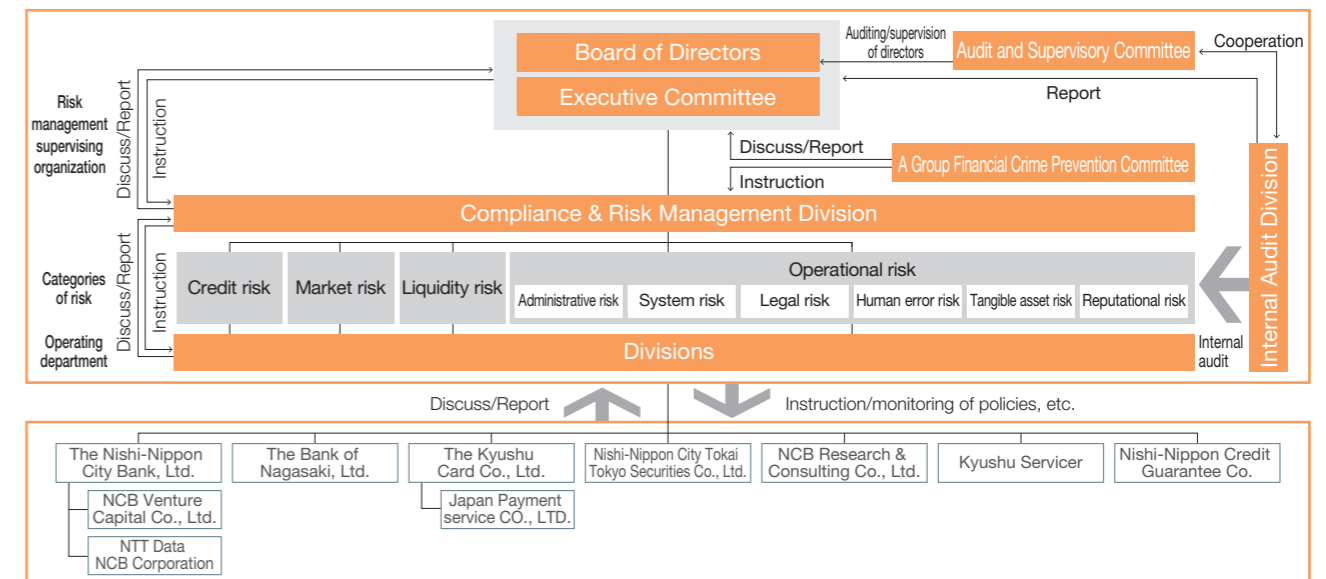 Board of Directors
Executive Committee
Auditing/supervision
of directors
Audit and Supervisory Committee
Cooperation
Report
Risk
management
supervising
organization
Discuss/Report
Instruction
Discuss/Report
A Group Financial Crime Prevention Committee
Instruction
Internal Audit Division
Compliance & Risk Management Division
Categories
of risk
Discuss/Report
Instruction
Credit risk
Market risk
Liquidity risk
Operational risk
Administrative risk
System risk
Legal risk
Human error risk
Tangible asset risk
Reputational risk
Operating
department
Divisions
Internal
audit
Discuss/Report
Instruction/monitoring of policies, etc.
The Nishi-Nippon
City Bank, Ltd.
The Bank of
Nagasaki, Ltd.
The Kyushu
Card Co., Ltd.
Nishi-Nippon City Tokai
Tokyo Securities Co., Ltd.
NCB Research &
Consulting Co., Ltd.
Kyushu Servicer
Nishi-Nippon Credit
Guarantee Co.
NCB Venture
Capital Co., Ltd.
Japan Payment
service CO., LTD.
NTT Data
NCB Corporation